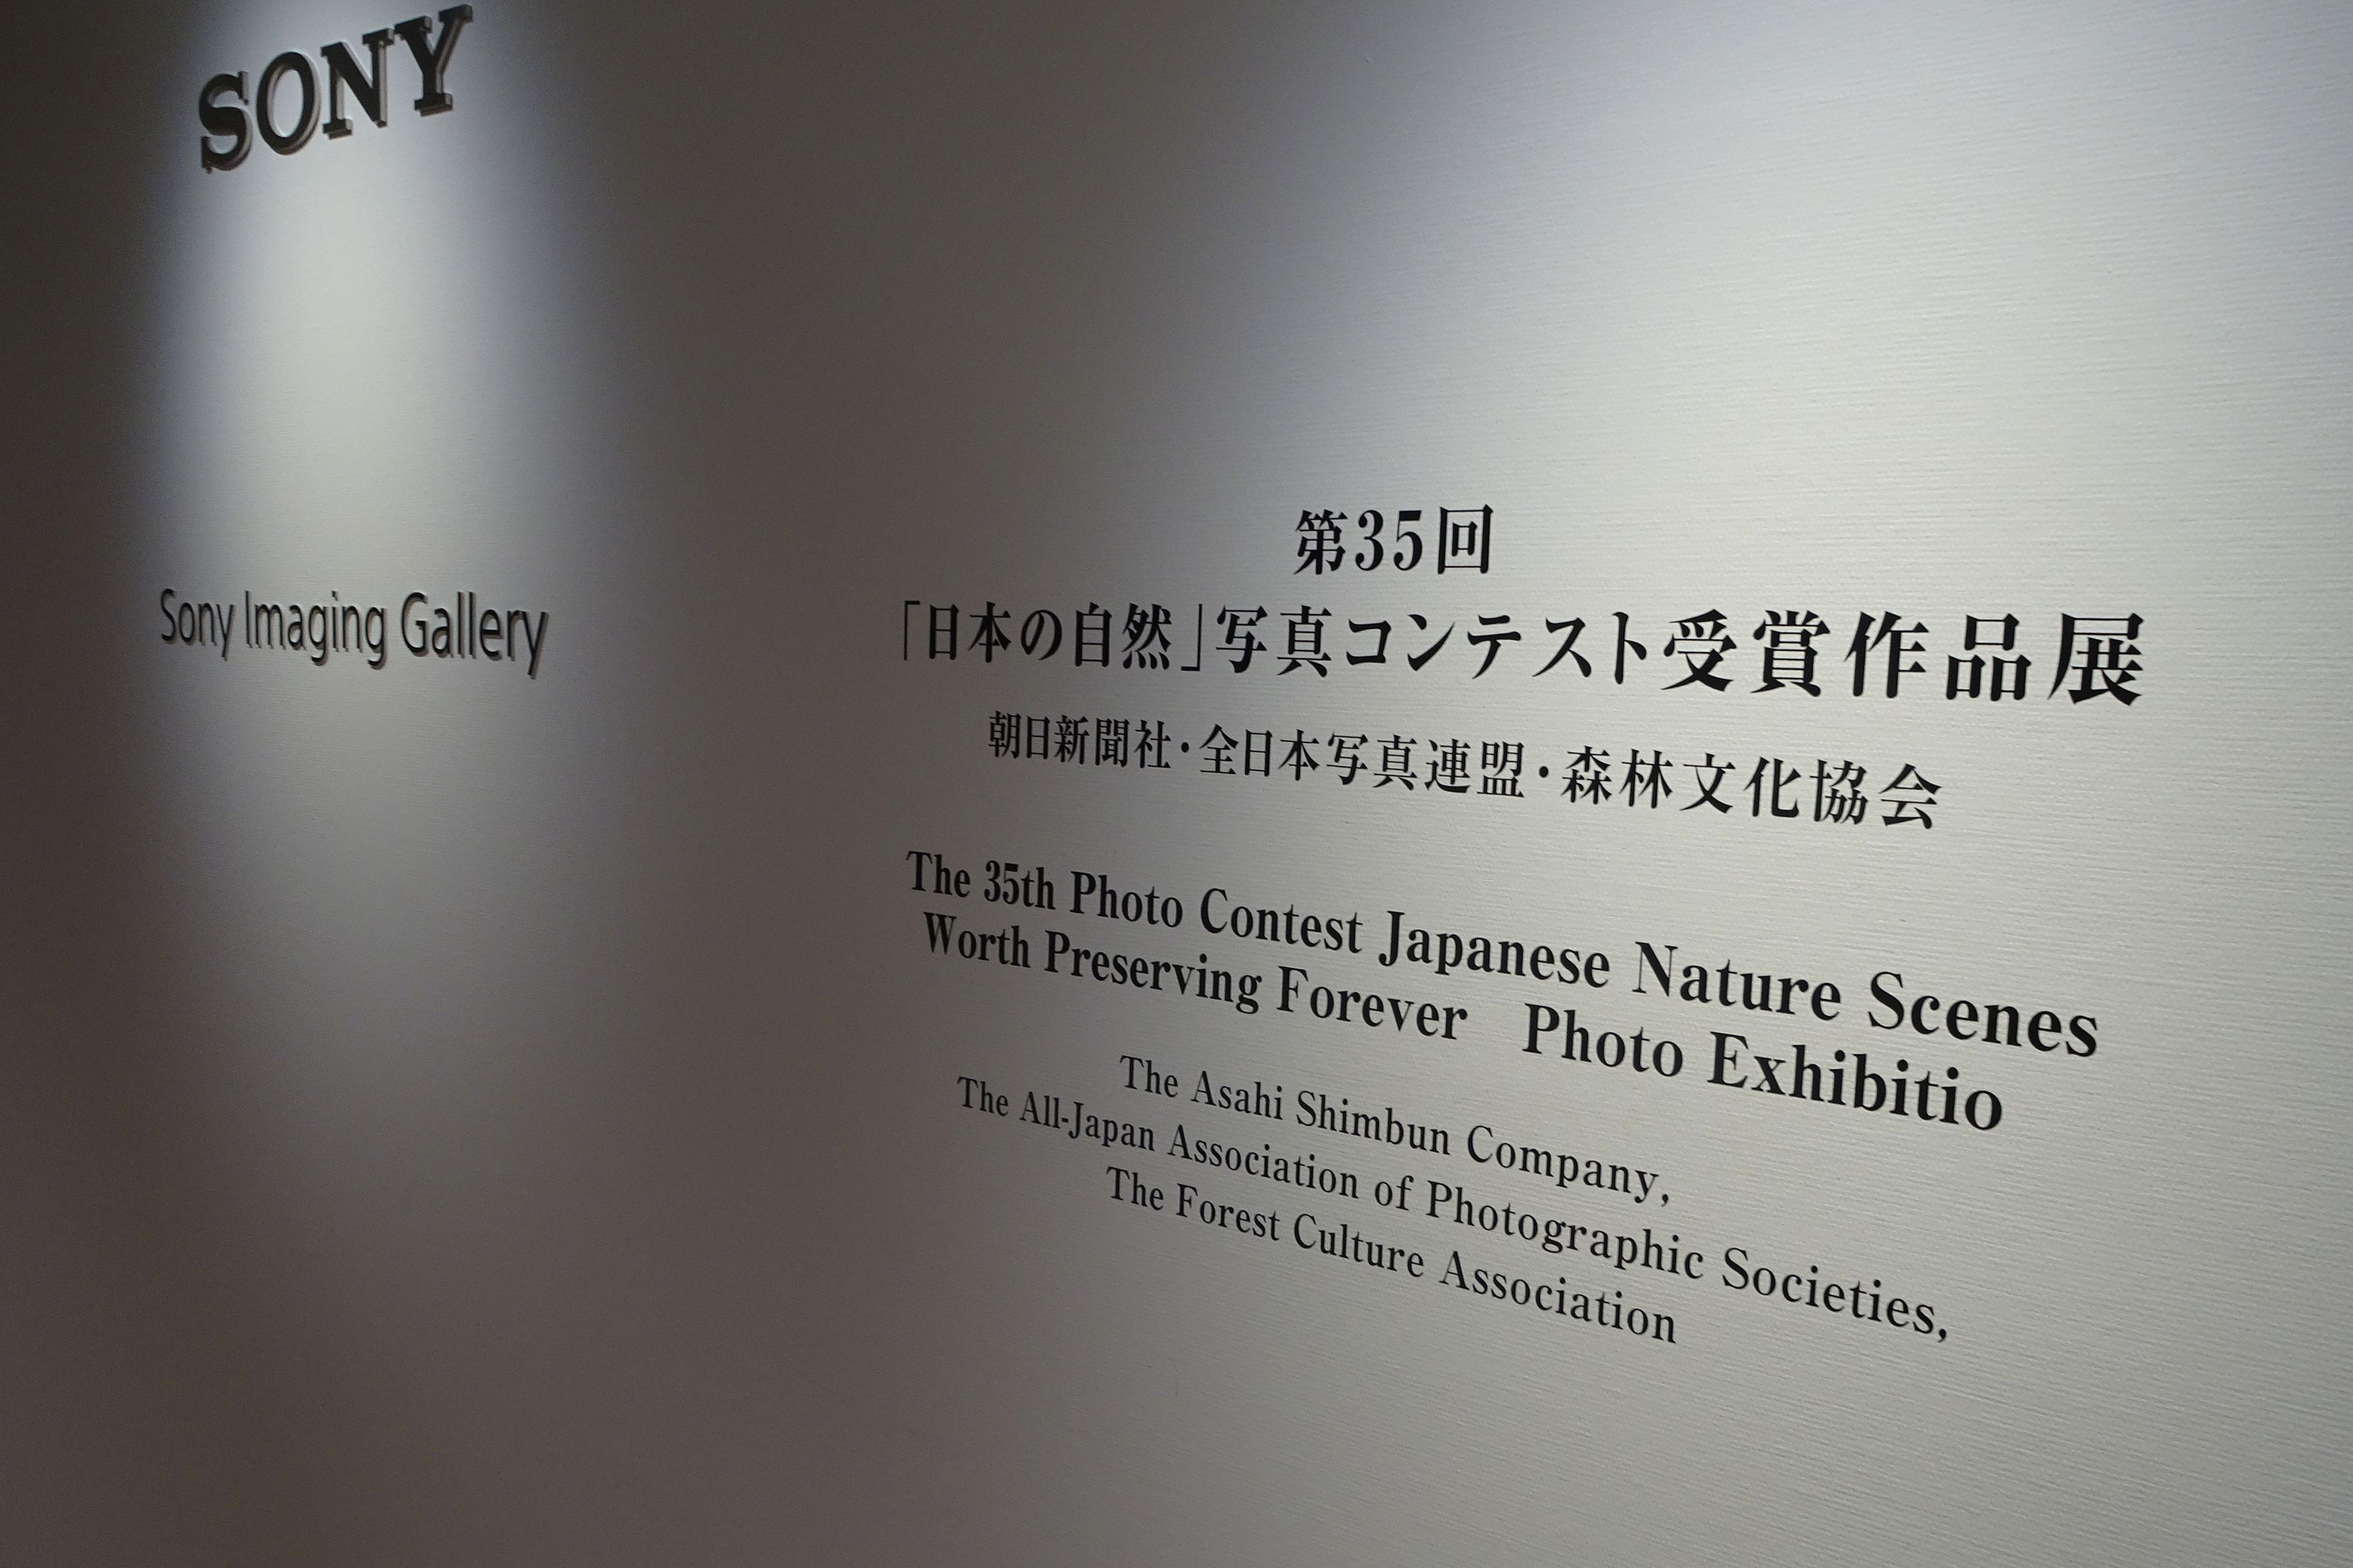 SONY
Sony Imaging Gallery
第35回
「日本の自然」写真コンテスト受賞作品展
朝日新聞社・全日本写真連盟・森林文化協会
The 35th Photo Contest Japanese Nature Scenes
Worth Preserving Forever Photo Exhibitio
The Asahi Shimbun Company,
The All-Japan Association of Photographic Societies,
The Forest Culture Association